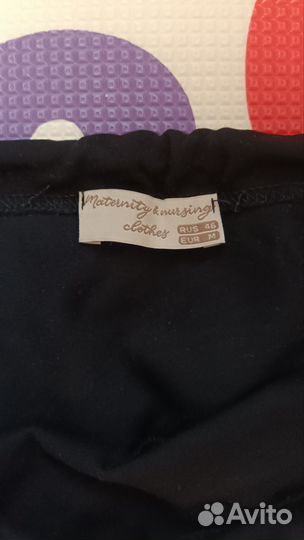 Maternity & nursing
clothes
RUS 46
EUR M
Avito